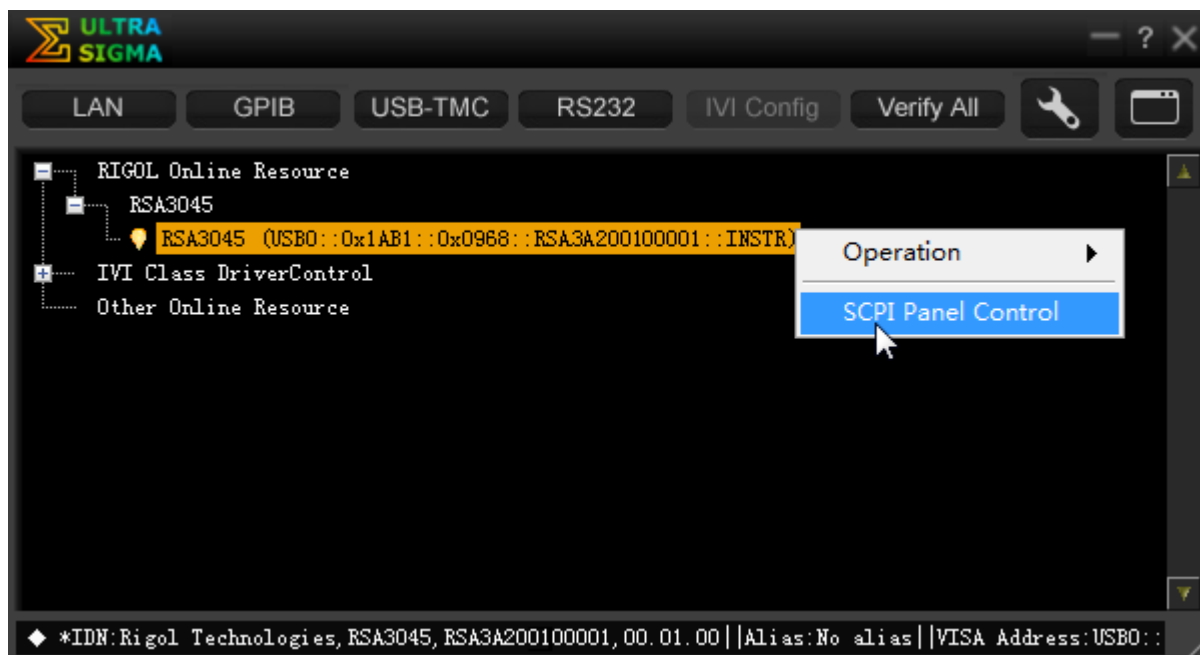 ULTRA
SIGMA
LAN GPIB USB-TMC RS232 IVI Config Verify All
RIGOL Online Resource
RSA3045
RSA3045 (USB0::0x1AB1::0x0968::RSA3A200100001::INSTR)
Operation
IVI Class DriverControl
Other Online Resource
SCPI Panel Control
*IDN:Rigol Technologies,RSA3045,RSA3A200100001,00.01.00||Alias:No alias||VISA Address:USB0::